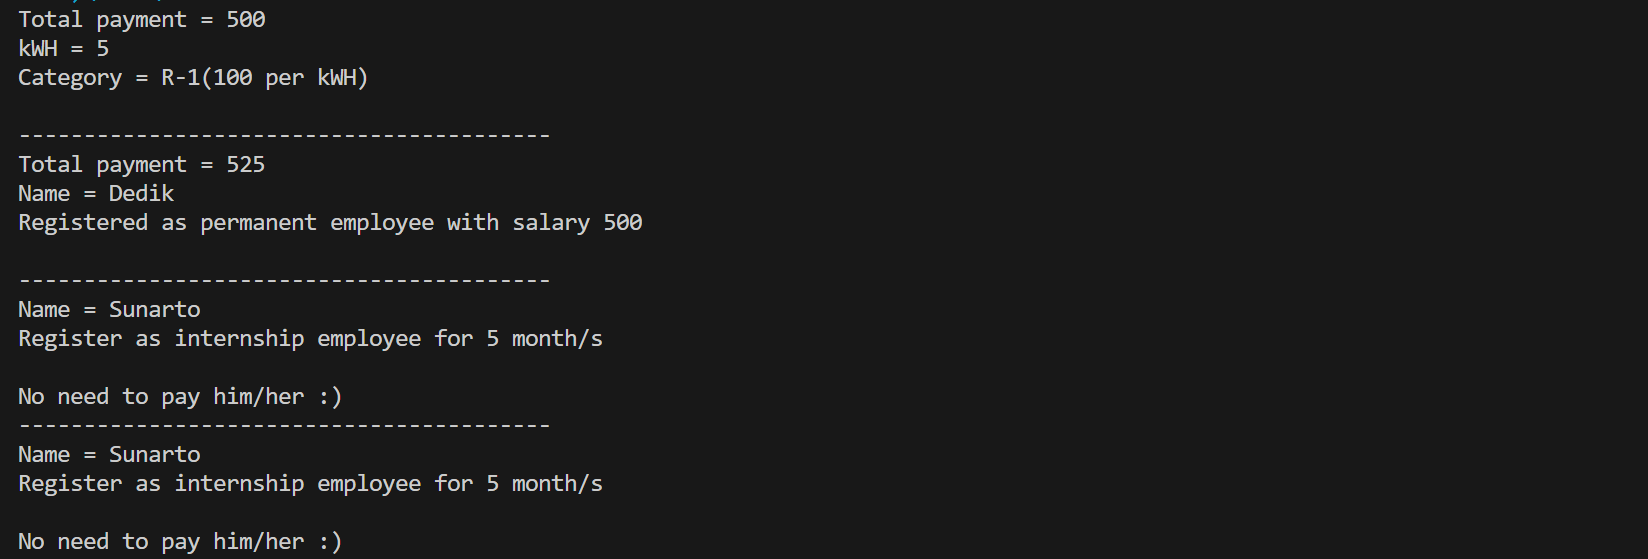 Total payment = 500
kWH = 5
Category = R-1(100 per kWH)
-----------------------------------------
Total payment = 525
Name = Dedik
Registered as permanent employee with salary 500
-----------------------------------------
Name = Sunarto
Register as internship employee for 5 month/s
No need to pay him/her :)
-----------------------------------------
Name = Sunarto
Register as internship employee for 5 month/s
No need to pay him/her :)